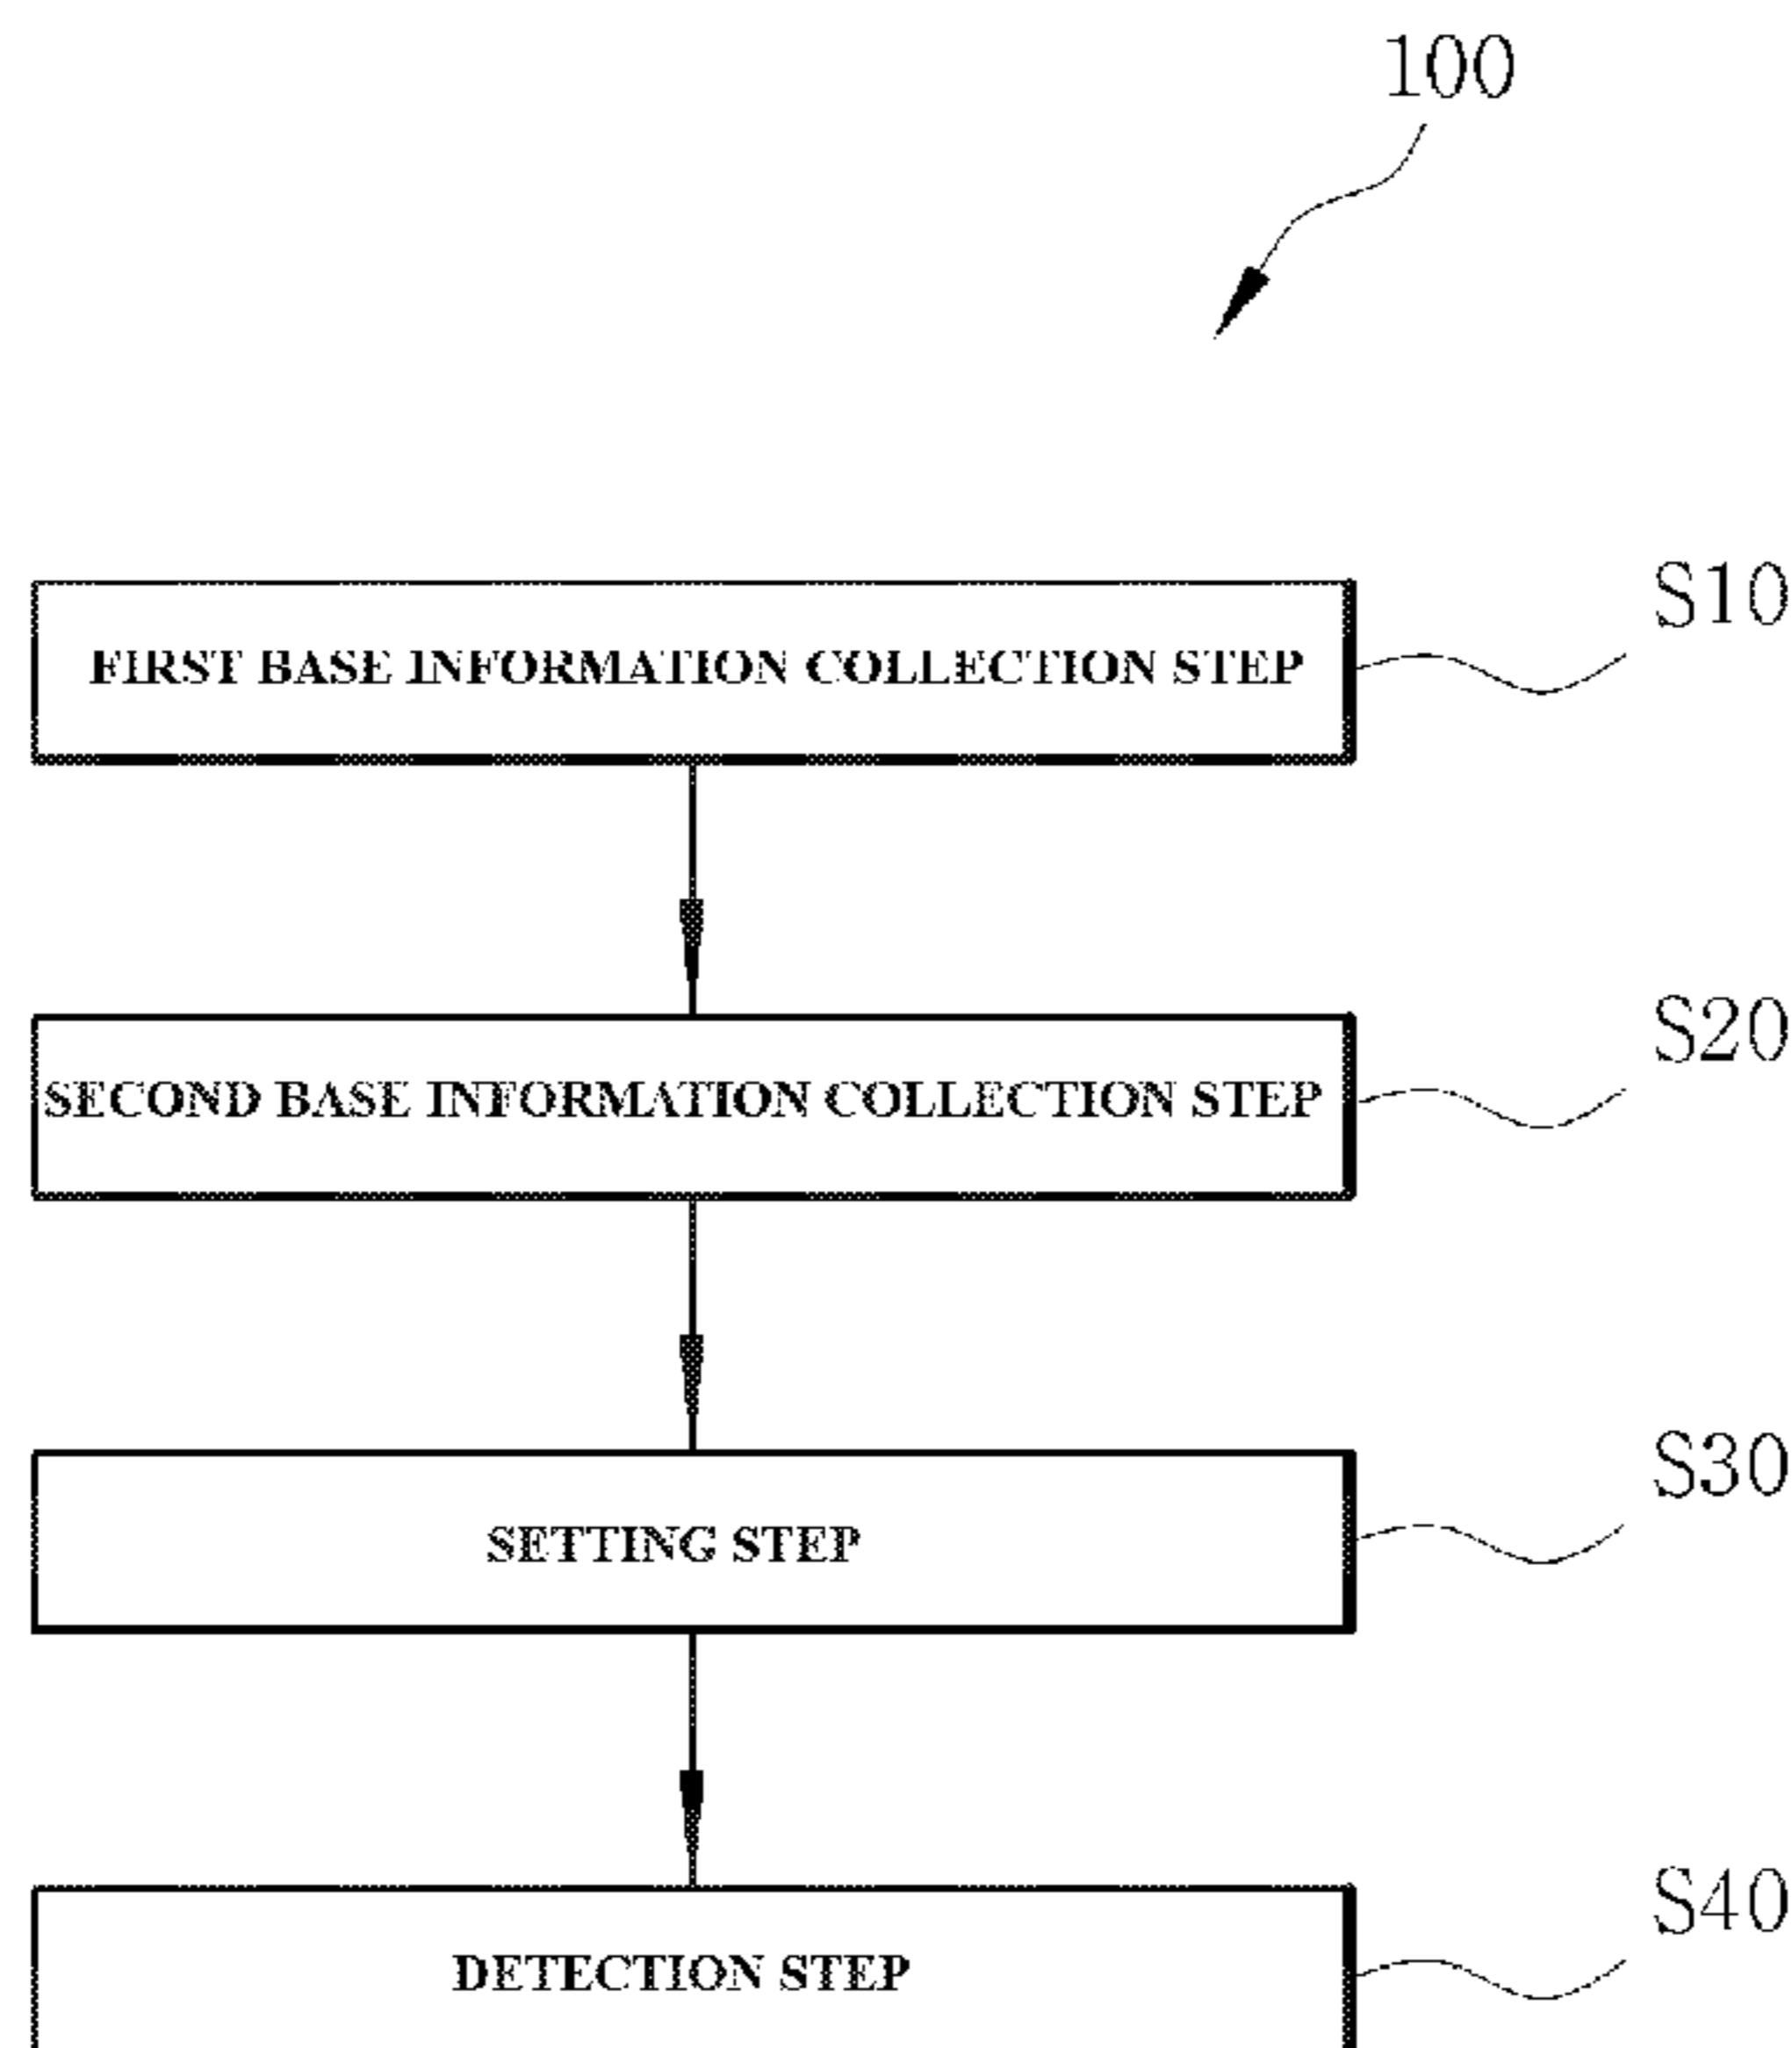 100
S10
FIRST BASE INFORMATION COLLECTION STEP
S20
SECOND BASE INFORMATION COLLECTION STEP
S30
SETTING STEP
S40
DETECTION STEP